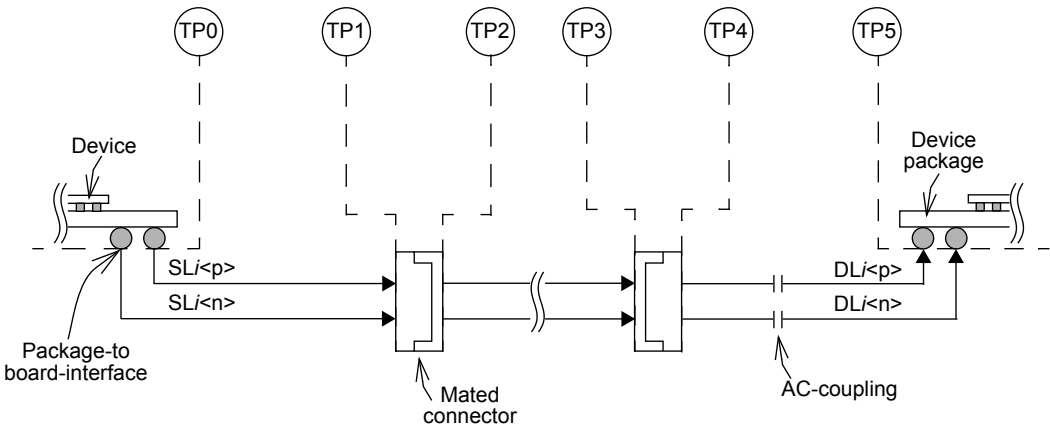 TP0
TP1
TP2
TP3
TP4
TP5
Device
Device
package
SLi<p>
DLi<p>
SLi<n>
DLi<n>
Package-to
board-interface
Mated
connector
AC-coupling